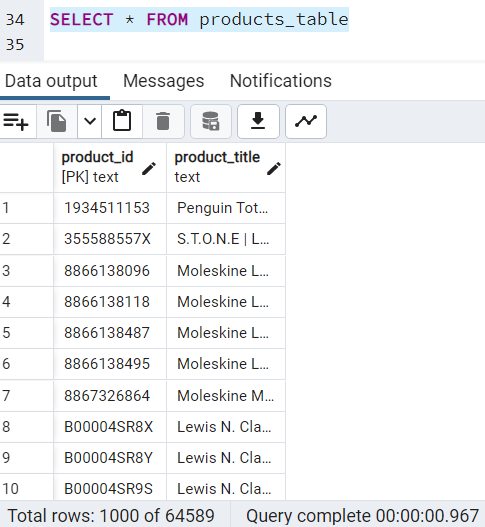 34 SELECT * FROM products_table
35
Data output Messages Notifications
product_id product_title
[PK] text text
1 1934511153 Penguin Tot...
2 355588557X S.T.O.N.E | L...
3 8866138096 Moleskine L...
4 8866138118 Moleskine L...
5 8866138487 Moleskine L...
6 8866138495 Moleskine L...
7 8867326864 Moleskine M...
8 B00004SR8X Lewis N. Cla...
9 B00004SR8Y Lewis N. Cla...
10 B00004SR9S Lewis N. Cla...
Total rows: 1000 of 64589 Query complete 00:00:00.967